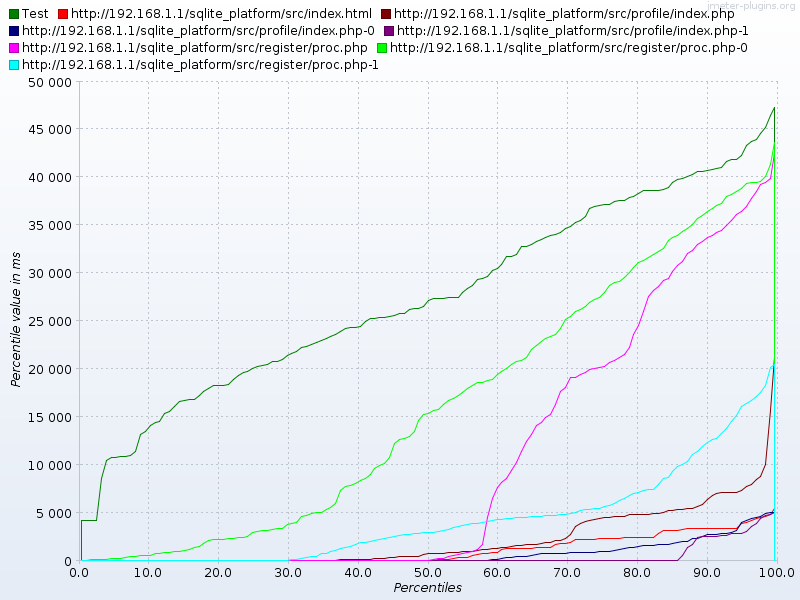 jmeter-plugins.org
Test http://192.168.1.1/sqlite_platform/src/index.html http://192.168.1.1/sqlite_platform/src/profile/index.php
http://192.168.1.1/sqlite_platform/src/profile/index.php-0 http://192.168.1.1/sqlite_platform/src/profile/index.php-1
http://192.168.1.1/sqlite_platform/src/register/proc.php http://192.168.1.1/sqlite_platform/src/register/proc.php-0
http://192.168.1.1/sqlite_platform/src/register/proc.php-1
50 000
45 000
40 000
35 000
30 000
25 000
20 000
15 000
10 000
5 000
0
Percentile value in ms
0.0 10.0 20.0 30.0 40.0 50.0 60.0 70.0 80.0 90.0 100.0
Percentiles